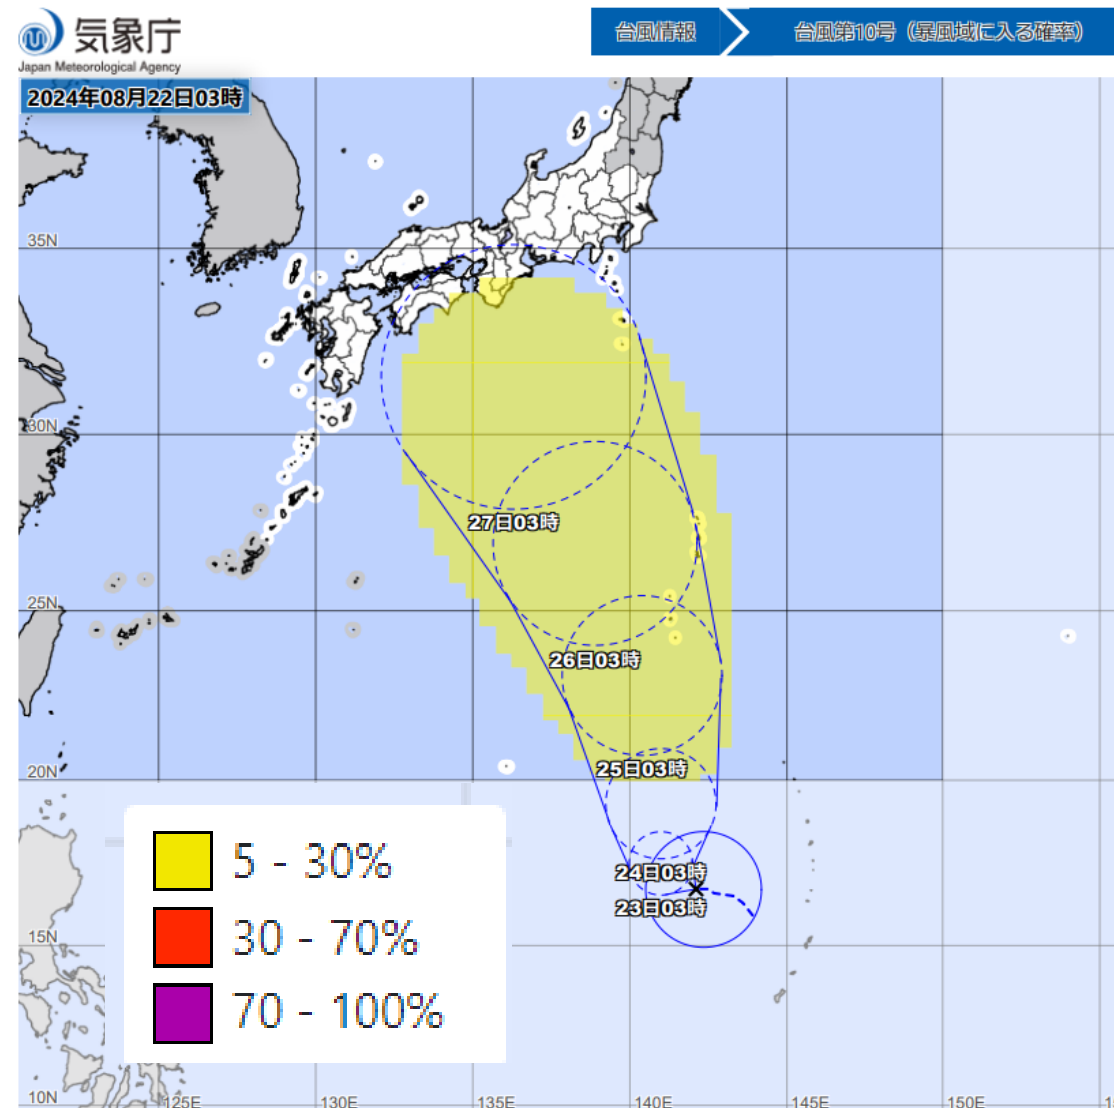 気象庁
Japan Meteorological Agency
台風情報
台風第10号（暴風域に入る確率）
2024年08月22日03時
35N
30N
27日03時
25N
26日03時
25日03時
20N
24日03時
23日03時
5 - 30%
30 - 70%
70 - 100%
15N
10N
125E
130E
135E
140E
145E
150E